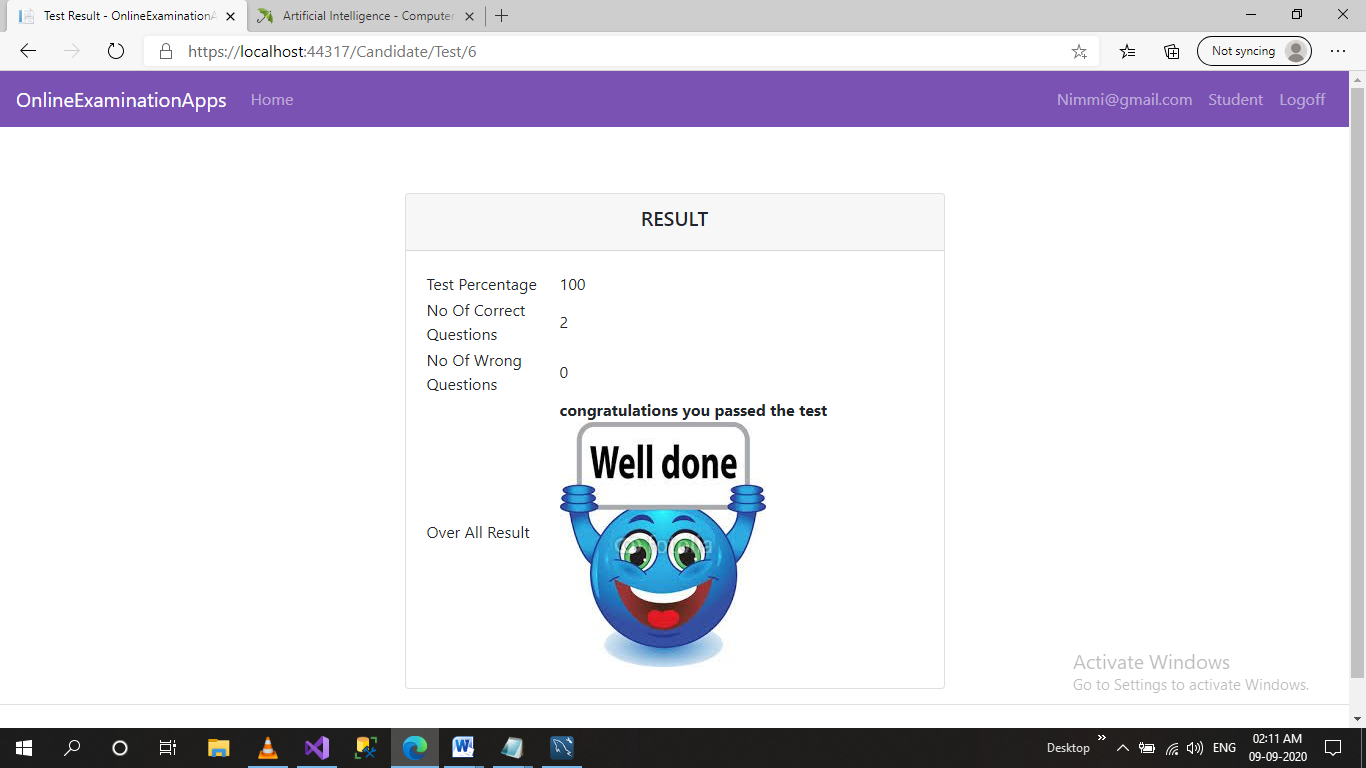 Test Result - OnlineExaminationA
Artificial Intelligence - Computer
https://localhost:44317/Candidate/Test/6
Not syncing
OnlineExaminationApps
Home
Nimmi@gmail.com
Student
Logoff
RESULT
Test Percentage 100
No Of Correct
Questions
2
No Of Wrong
Questions
0
congratulations you passed the test
Well done
Over All Result
Activate Windows
Go to Settings to activate Windows.
Desktop
ENG
02:11 AM
09-09-2020